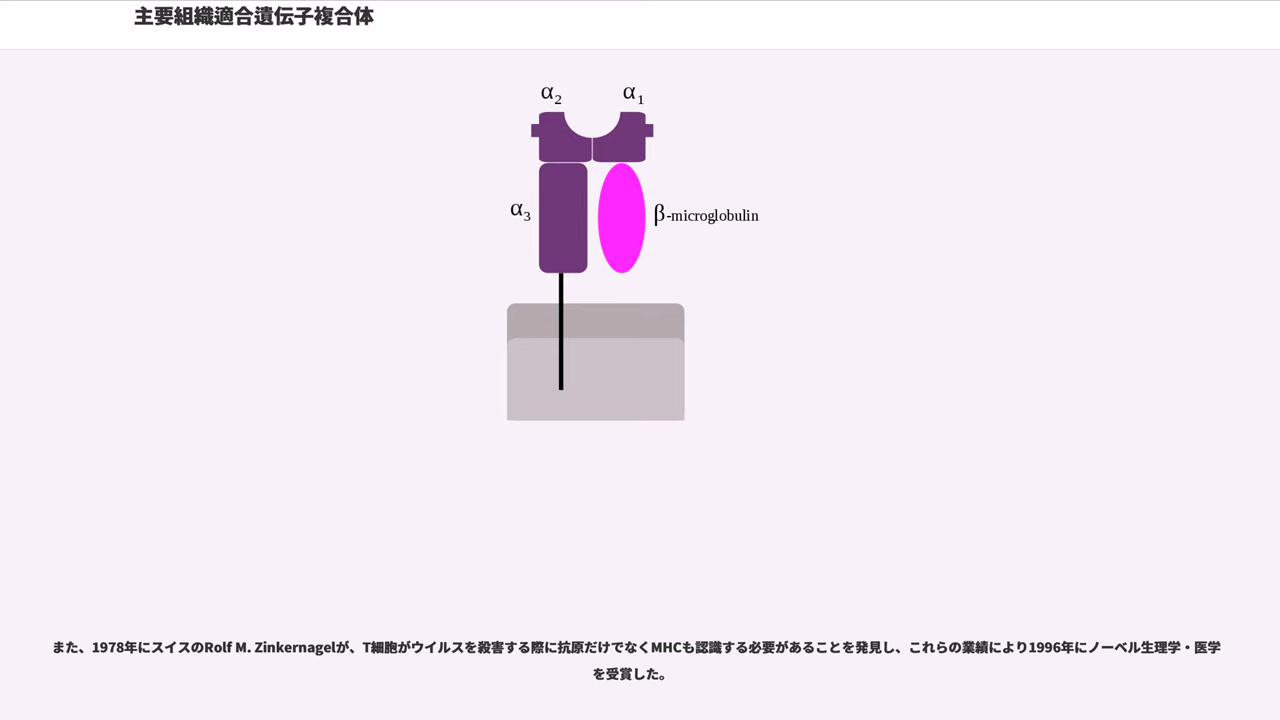 主要組織適合遺伝子複合体
α2 α1
α3
β-microglobulin
また、1978年にスイスのRolf M. Zinkernagelが、T細胞がウイルスを殺害する際に抗原だけでなくMHCも認識する必要があることを発見し、これらの業績により1996年にノーベル生理学・医学
を受賞した。